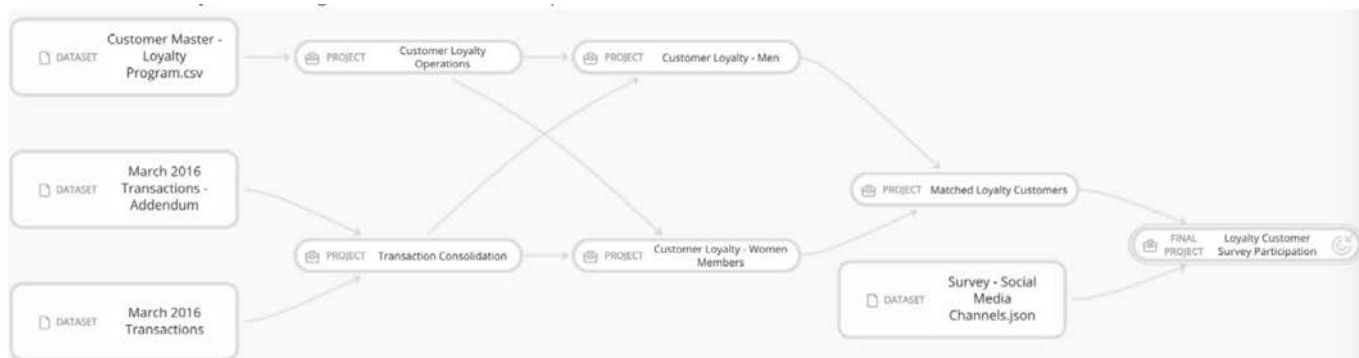 DATASET
Customer Master -
Loyalty
Program.csv
PROJECT
Customer Loyalty
Operations
PROJECT
Customer Loyalty - Men
DATASET
March 2016
Transactions -
Addendum
PROJECT
Matched Loyalty Customers
PROJECT
Transaction Consolidation
PROJECT
Customer Loyalty - Women
Members
FINAL
PROJECT
Loyalty Customer
Survey Participation
DATASET
March 2016
Transactions
DATASET
Survey - Social
Media
Channels.json